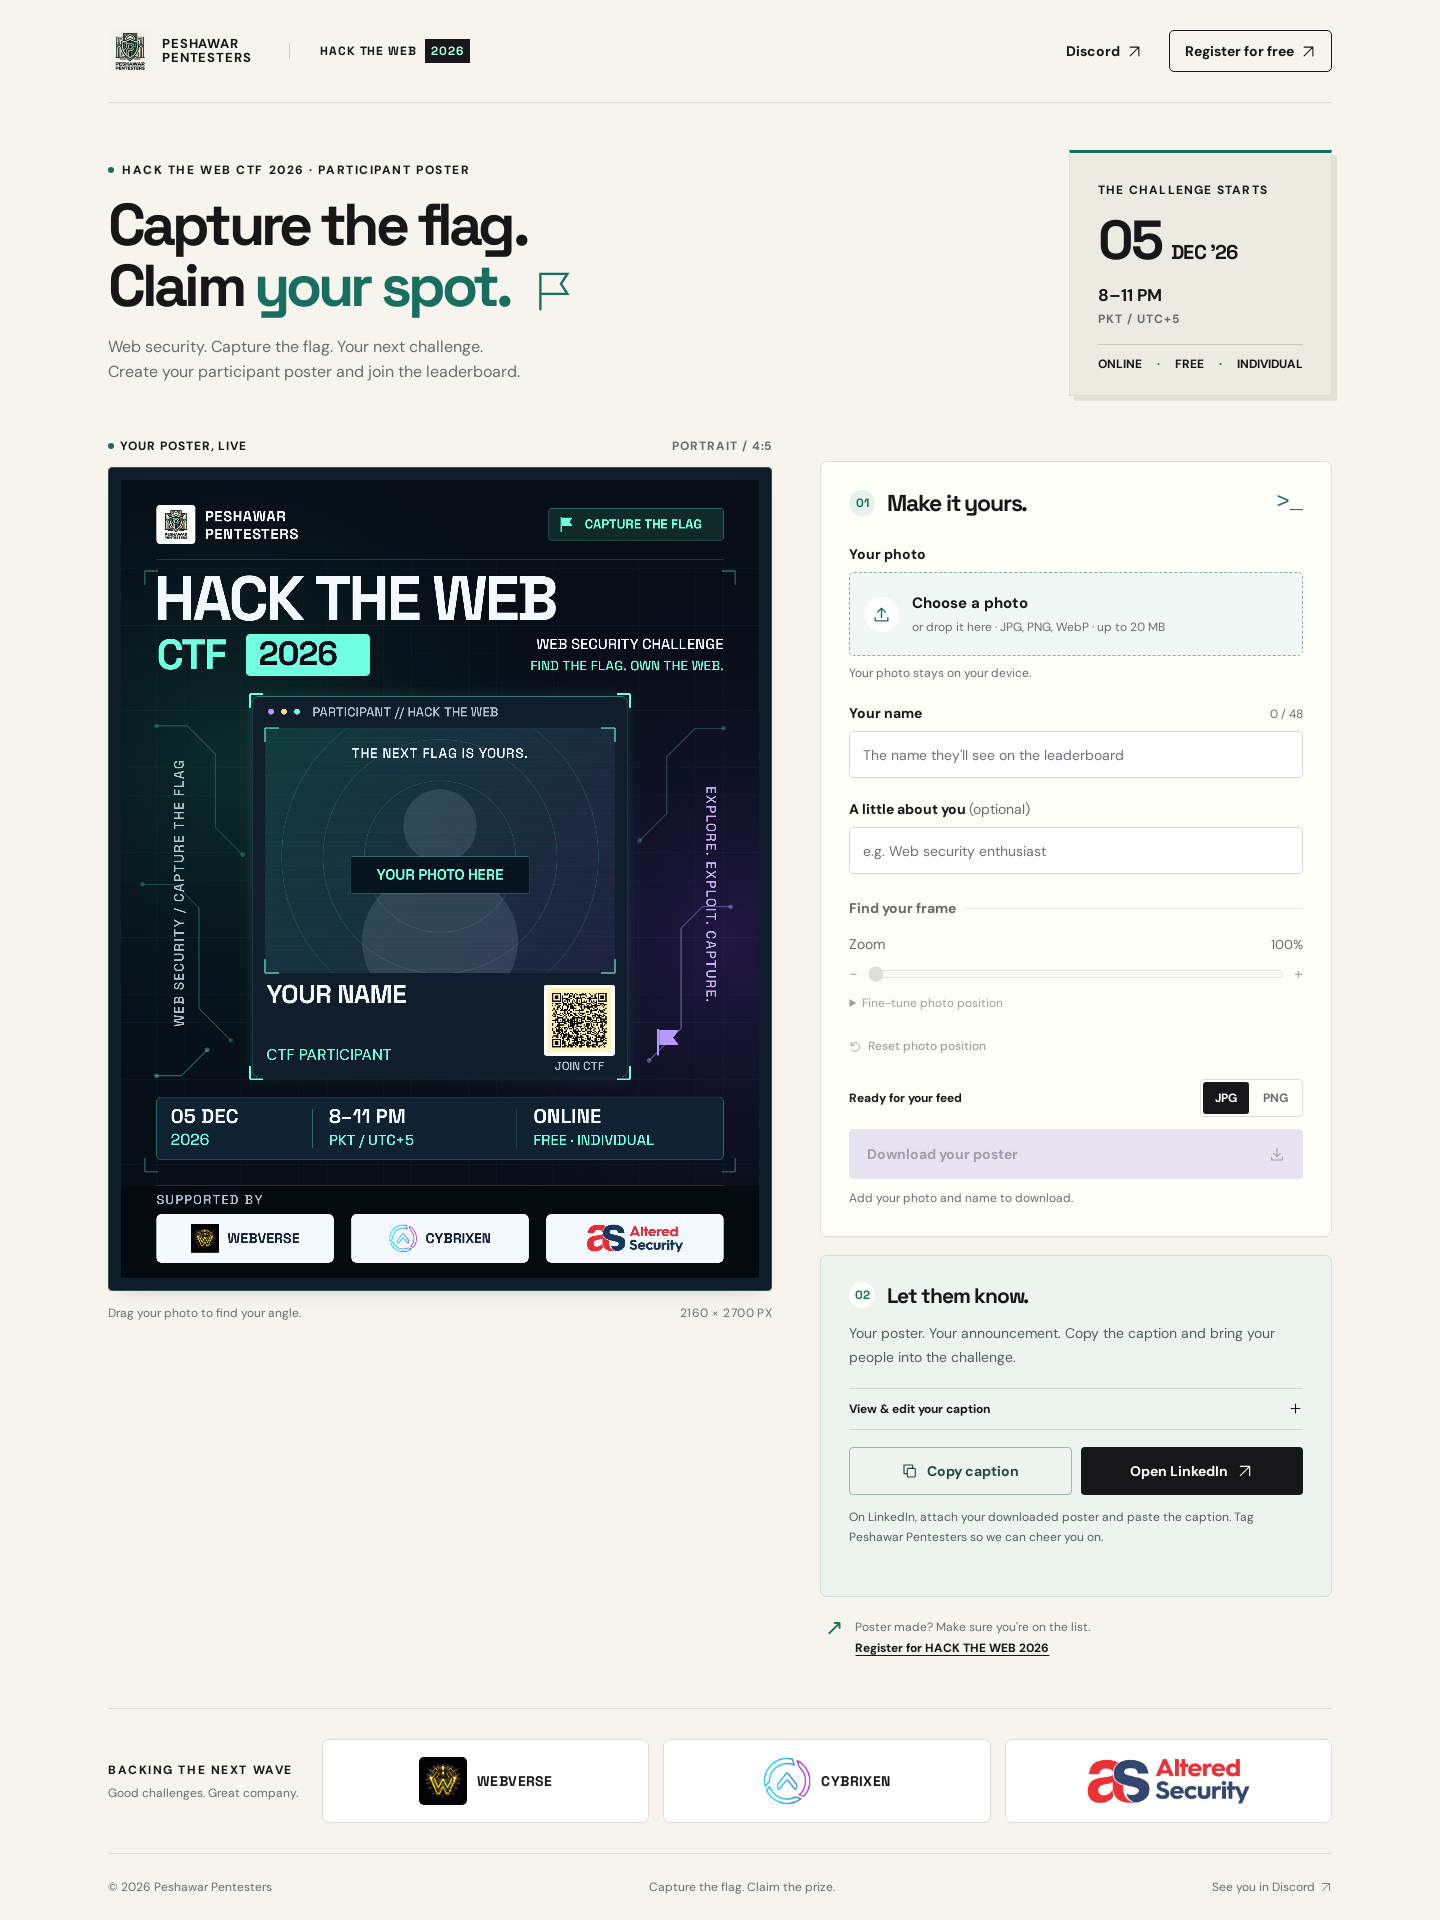 PESHAWAR
PENTESTERS
HACK THE WEB 2026
Discord
Register for free
HACK THE WEB CTF 2026 · PARTICIPANT POSTER
Capture the flag.
Claim your spot.
Web security. Capture the flag. Your next challenge.
Create your participant poster and join the leaderboard.
THE CHALLENGE STARTS
05 DEC ’26
8–11 PM
PKT / UTC+5
ONLINE · FREE · INDIVIDUAL
YOUR POSTER, LIVE
PORTRAIT / 4:5
PESHAWAR
PENTESTERS
CAPTURE THE FLAG
HACK THE WEB
CTF 2026
WEB SECURITY CHALLENGE
FIND THE FLAG. OWN THE WEB.
PARTICIPANT // HACK THE WEB
THE NEXT FLAG IS YOURS.
YOUR PHOTO HERE
WEB SECURITY / CAPTURE THE FLAG
EXPLORE. EXPLOIT. CAPTURE.
YOUR NAME
CTF PARTICIPANT
JOIN CTF
05 DEC
2026
8–11 PM
PKT / UTC+5
ONLINE
FREE · INDIVIDUAL
SUPPORTED BY
WEBVERSE
CYBRIXEN
as Altered
Security
Drag your photo to find your angle.
2160 × 2700 PX
01 Make it yours.
>_
Your photo
Choose a photo
or drop it here · JPG, PNG, WebP · up to 20 MB
Your photo stays on your device.
Your name
0 / 48
The name they'll see on the leaderboard
A little about you (optional)
e.g. Web security enthusiast
Find your frame
Zoom
100%
− +
Fine-tune photo position
Reset photo position
Ready for your feed
JPG PNG
Download your poster
Add your photo and name to download.
02 Let them know.
Your poster. Your announcement. Copy the caption and bring your
people into the challenge.
View & edit your caption
+
Copy caption
Open LinkedIn
On LinkedIn, attach your downloaded poster and paste the caption. Tag
Peshawar Pentesters so we can cheer you on.
Poster made? Make sure you're on the list.
Register for HACK THE WEB 2026
BACKING THE NEXT WAVE
Good challenges. Great company.
WEBVERSE
CYBRIXEN
as Altered
Security
© 2026 Peshawar Pentesters
Capture the flag. Claim the prize.
See you in Discord